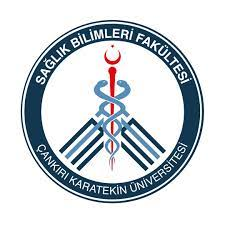 SAĞLIK BİLİMLERİ FAKÜLTESİ
ÇANKIRI KARATEKİN ÜNİVERSİTESİ